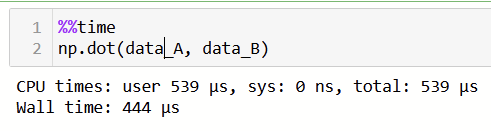 1 %%time
2 np.dot(data_A, data_B)
CPU times: user 539 µs, sys: 0 ns, total: 539 µs
Wall time: 444 µs